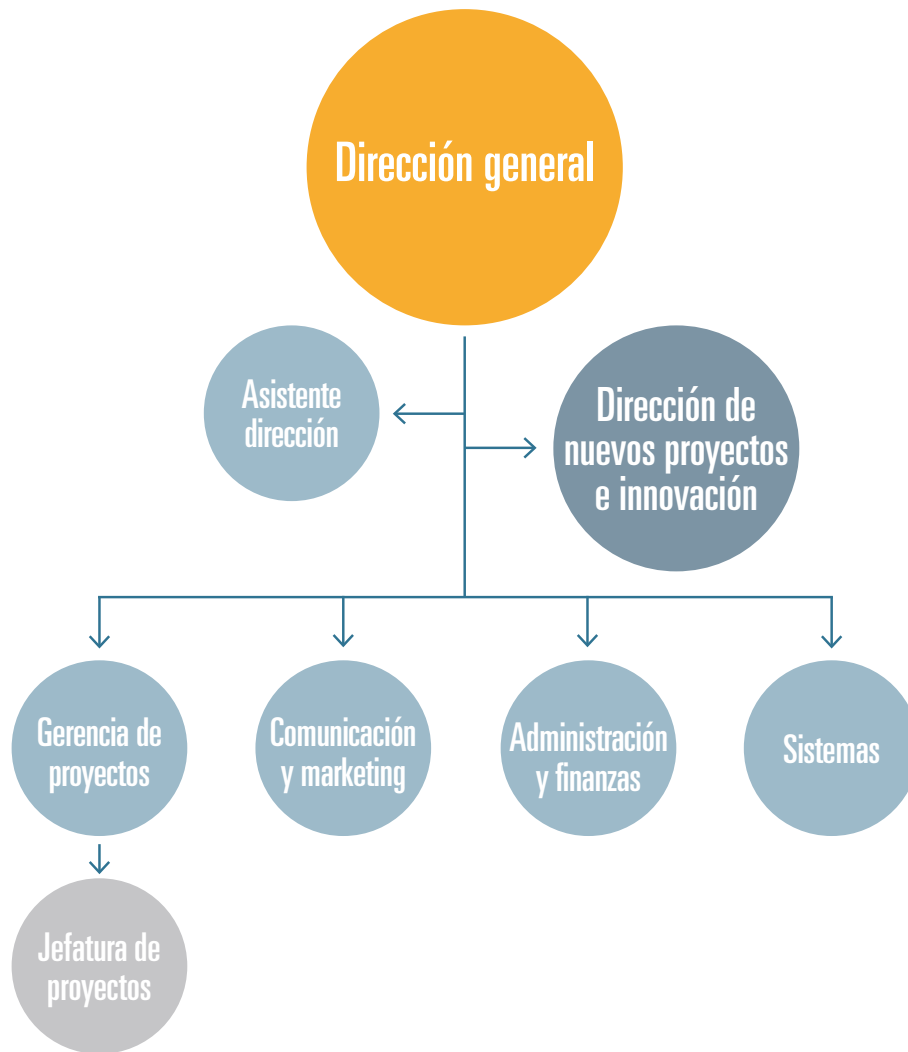 Dirección general
Asistente
dirección
Dirección de
nuevos proyectos
e innovación
Gerencia de
proyectos
Comunicación
y marketing
Administración
y finanzas
Sistemas
Jefatura de
proyectos